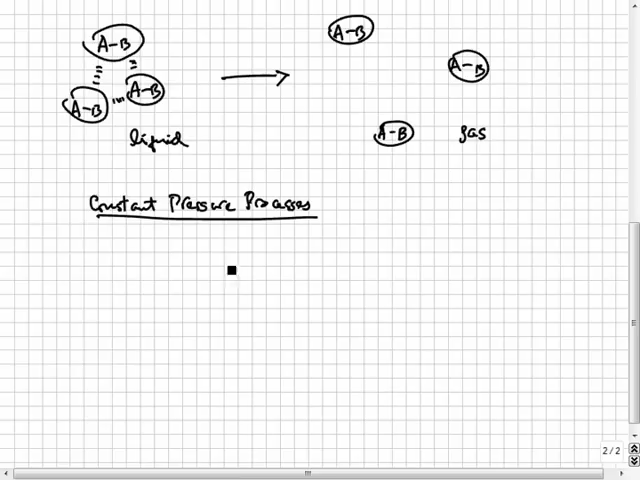 A-B
A-B
A-B
A-B
A-B
A-B
liquid
A-B
gas
Constant Pressure Processes
2 / 2